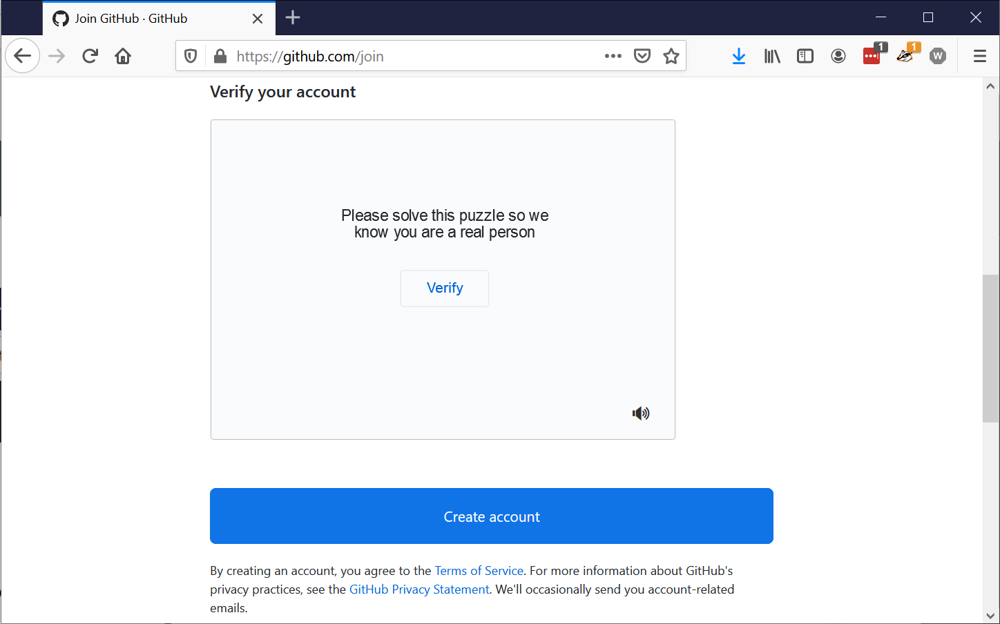 Join GitHub · GitHub
https://github.com/join
1
1
W
Verify your account
Please solve this puzzle so we
know you are a real person
Verify
Create account
By creating an account, you agree to the Terms of Service. For more information about GitHub's
privacy practices, see the GitHub Privacy Statement. We'll occasionally send you account-related
emails.